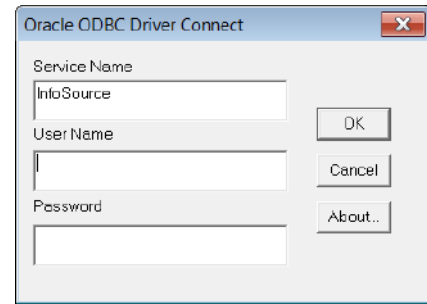 Oracle ODBC Driver Connect
Service Name
InfoSource
User Name
Password
OK
Cancel
About..